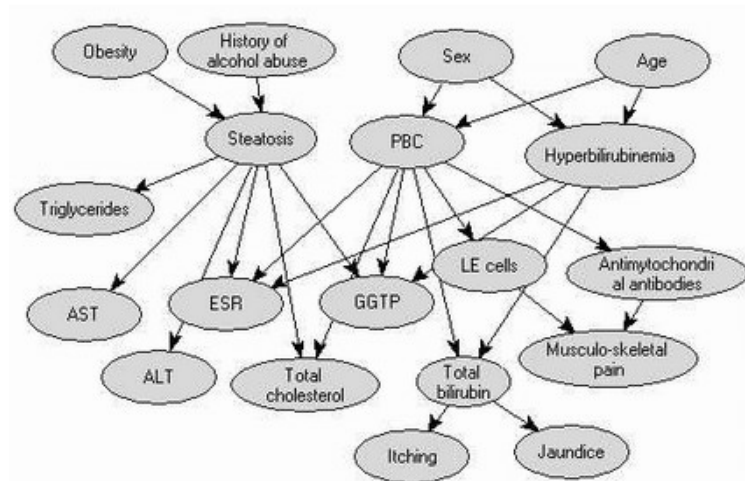 Obesity
History of
alcohol abuse
Sex
Age
Steatosis
PBC
Hyperbilirubinemia
Triglycerides
LE cells
Antimytochondri
al antibodies
AST
ESR
GGTP
ALT
Total
cholesterol
Total
bilirubin
Musculo-skeletal
pain
Itching
Jaundice